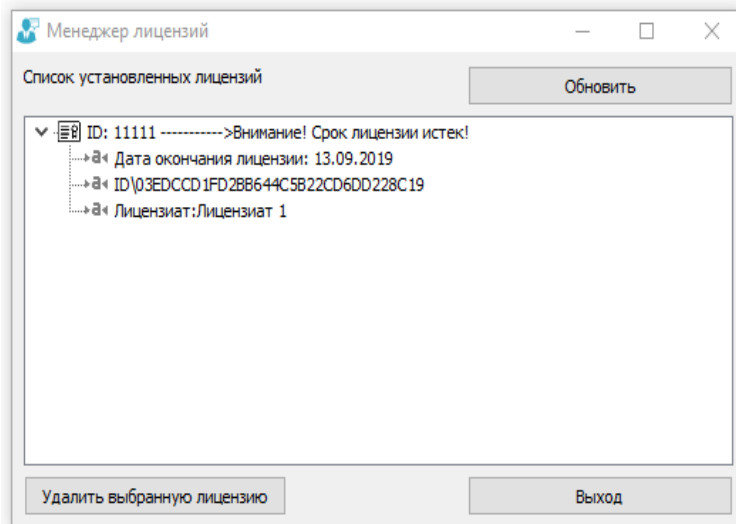 Менеджер лицензий
Список установленных лицензий
Обновить
ID: 11111 ----------->Внимание! Срок лицензии истек!
Дата окончания лицензии: 13.09.2019
ID\03EDCCD1FD2BB644C5B22CD6DD228C19
Лицензиат:Лицензиат 1
Удалить выбранную лицензию
Выход